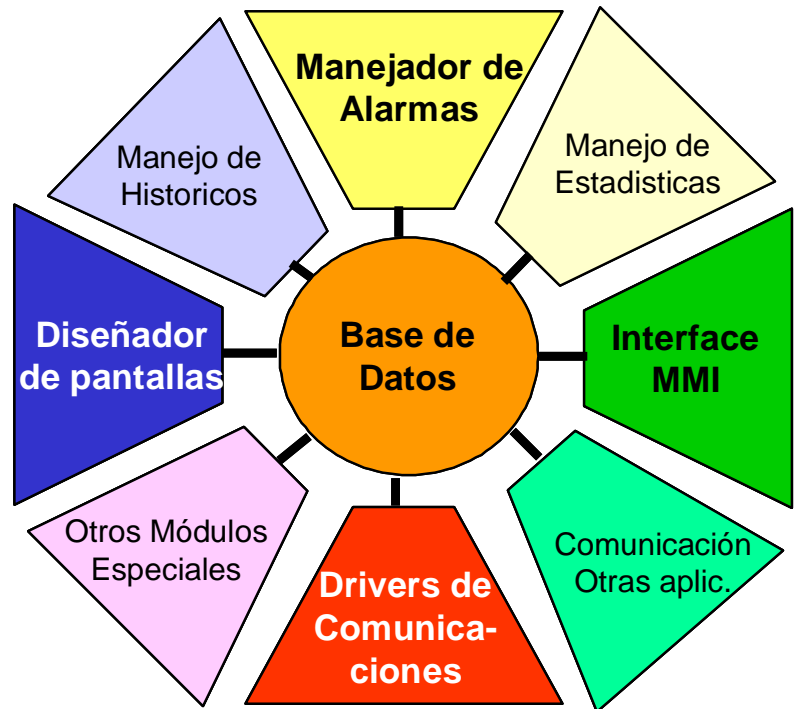 Manejador de
Alarmas
Manejo de
Historicos
Manejo de
Estadisticas
Diseñador
de pantallas
Base de
Datos
Interface
MMI
Otros Módulos
Especiales
Drivers de
Comunica-
ciones
Comunicación
Otras aplic.